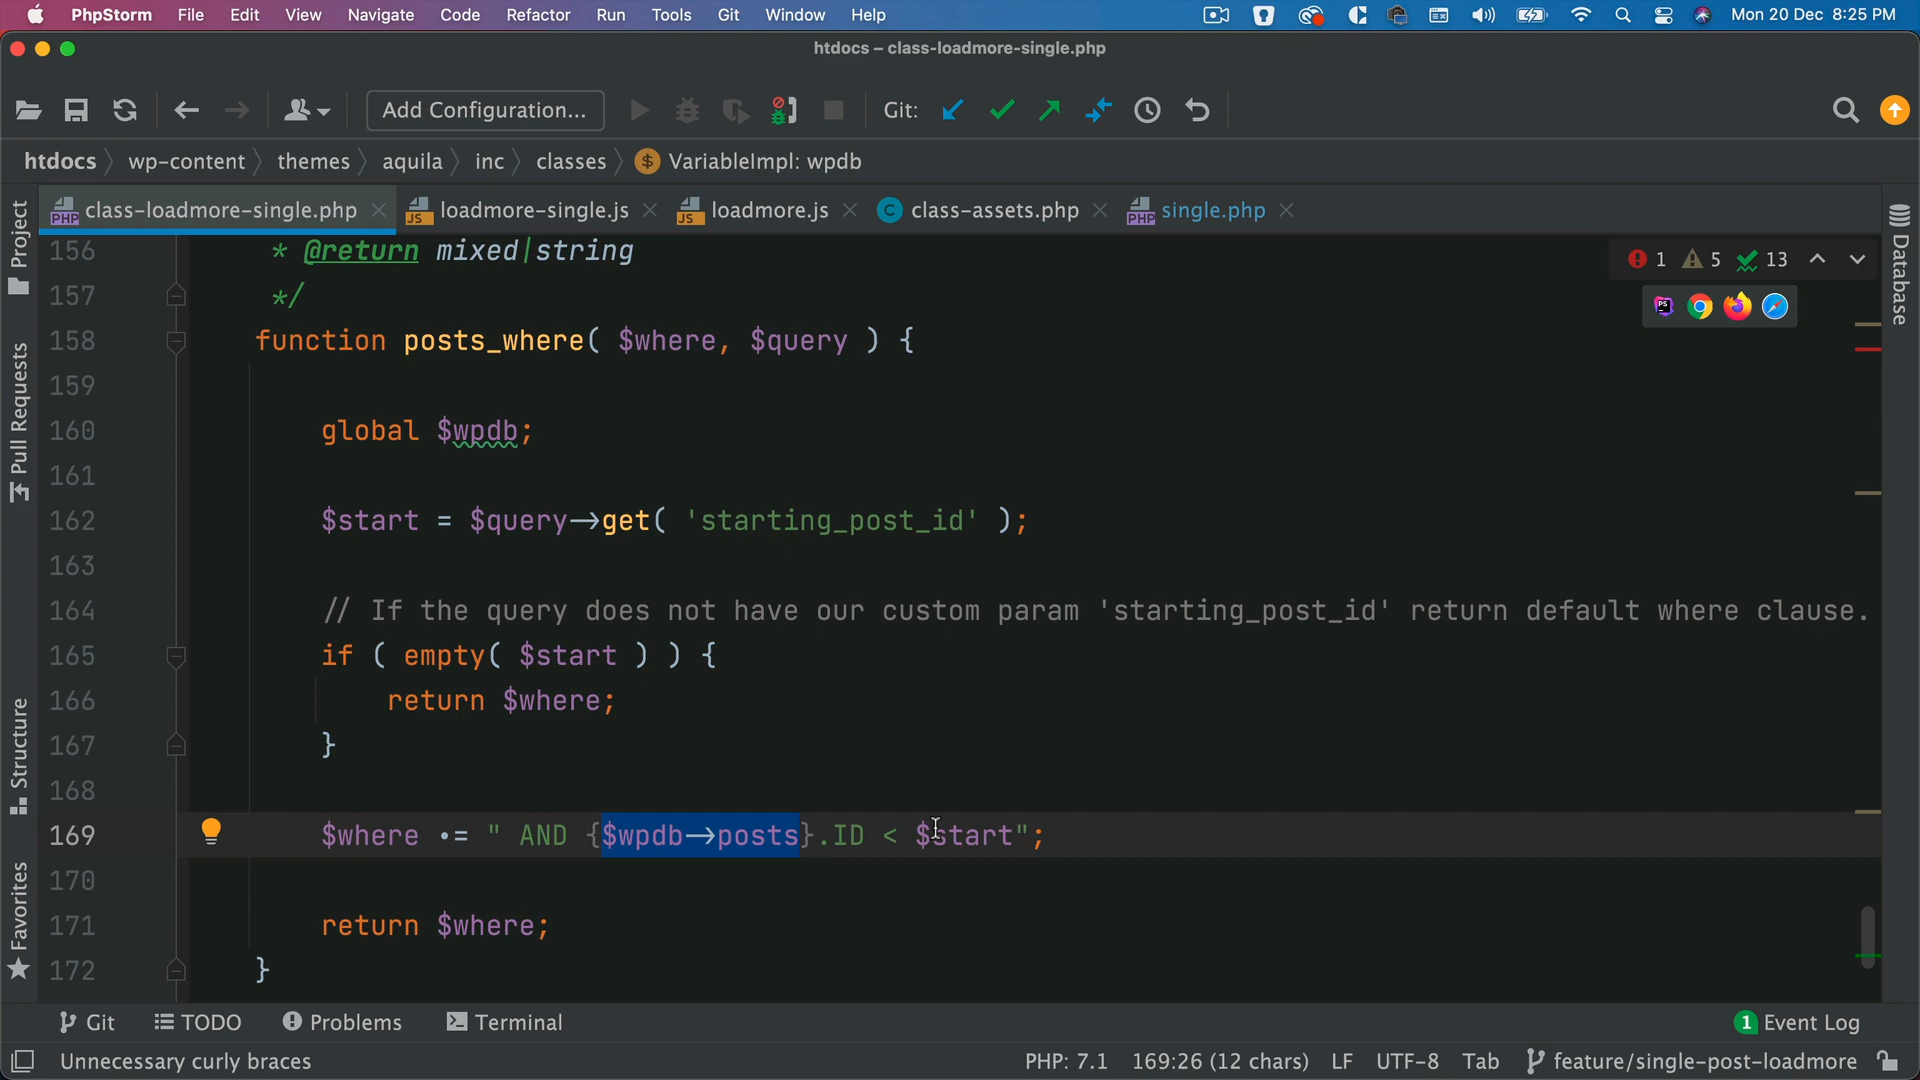 PhpStorm File Edit View Navigate Code Refactor Run Tools Git Window Help Mon 20 Dec 8:25 PM
htdocs – class-loadmore-single.php
Add Configuration... Git:
htdocs wp-content themes aquila inc classes $ VariableImpl: wpdb
PHP class-loadmore-single.php JS loadmore-single.js JS loadmore.js C class-assets.php PHP single.php
Project
Pull Requests
Structure
Favorites
Database
1 5 13
PS
156 * @return mixed|string
157 */
158 function posts_where( $where, $query ) {
159
160 global $wpdb;
161
162 $start = $query→get( 'starting_post_id' );
163
164 // If the query does not have our custom param 'starting_post_id' return default where clause.
165 if ( empty( $start ) ) {
166 return $where;
167 }
168
169 $where •= " AND {$wpdb→posts}.ID < $start";
170
171 return $where;
172 }
Git TODO Problems Terminal 1 Event Log
Unnecessary curly braces PHP: 7.1 169:26 (12 chars) LF UTF-8 Tab feature/single-post-loadmore